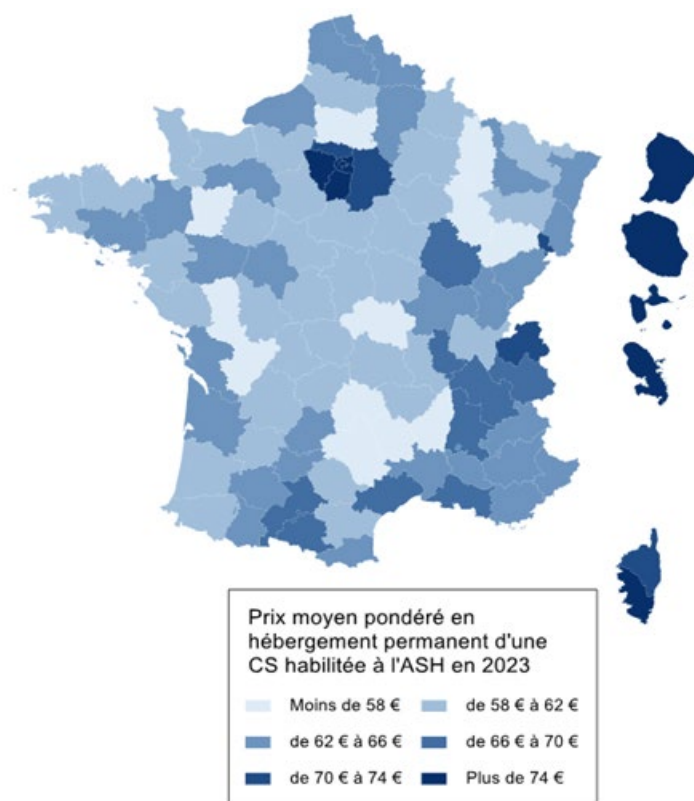 Prix moyen pondéré en
hébergement permanent d'une
CS habilitée à l'ASH en 2023
Moins de 58 € de 58 € à 62 €
de 62 € à 66 € de 66 € à 70 €
de 70 € à 74 € Plus de 74 €